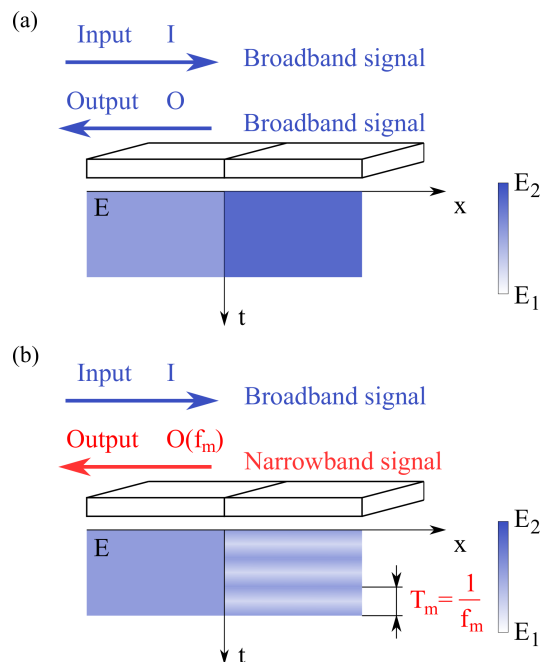 (a)
Input I
Broadband signal
Output O
Broadband signal
E
x
t
E₂
E₁
(b)
Input I
Broadband signal
Output O(fₘ)
Narrowband signal
E
x
t
Tₘ = 1/fₘ
E₂
E₁